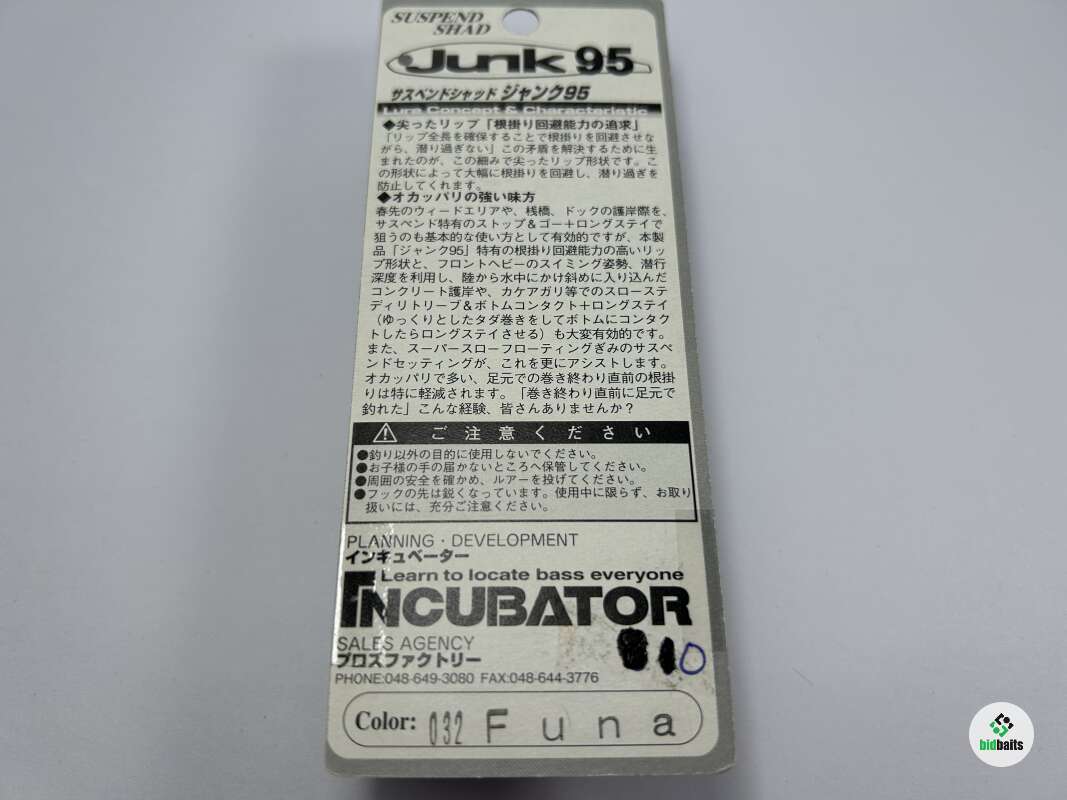 SUSPEND
SHAD
Junk 95
サスペンドシャッド ジャンク95
Lure Concept & Characteristic
◆尖ったリップ「根掛り回避能力の追求」
「リップ全長を確保することで根掛りを回避させな
がら、潜り過ぎない」この矛盾を解決するために生
まれたのが、この細みで尖ったリップ形状です。こ
の形状によって大幅に根掛りを回避し、潜り過ぎを
防止してくれます。
◆オカッパリの強い味方
春先のウィードエリアや、桟橋、ドックの護岸際を、
サスペンド特有のストップ&ゴー+ロングステイで
狙うのも基本的な使い方として有効的ですが、本製
品「ジャンク95」特有の根掛り回避能力の高いリッ
プ形状と、フロントヘビーのスイミング姿勢、潜行
深度を利用し、陸から水中にかけ斜めに入り込んだ
コンクリート護岸や、カケアガリ等でのスローステ
ディリトリーブ&ボトムコンタクト+ロングステイ
(ゆっくりとしたタダ巻きをしてボトムにコンタク
トしたらロングステイさせる)も大変有効的です。
また、スーパースローフローティングぎみのサスペ
ンドセッティングが、これを更にアシストします。
オカッパリで多い、足元での巻き終わり直前の根掛
りは特に軽減されます。「巻き終わり直前に足元で
釣れた」こんな経験、皆さんありませんか?
⚠ ご注意ください
●釣り以外の目的に使用しないでください。
●お子様の手の届かないところへ保管してください。
●周囲の安全を確かめ、ルアーを投げてください。
●フックの先は鋭くなっています。使用中に限らず、お取り
扱いには、充分ご注意ください。
PLANNING・DEVELOPMENT
インキュベーター
Learn to locate bass everyone
INCUBATOR
SALES AGENCY
プロズファクトリー
10
PHONE:048-649-3080 FAX:048-644-3776
Color: 032 Funa
bidbaits